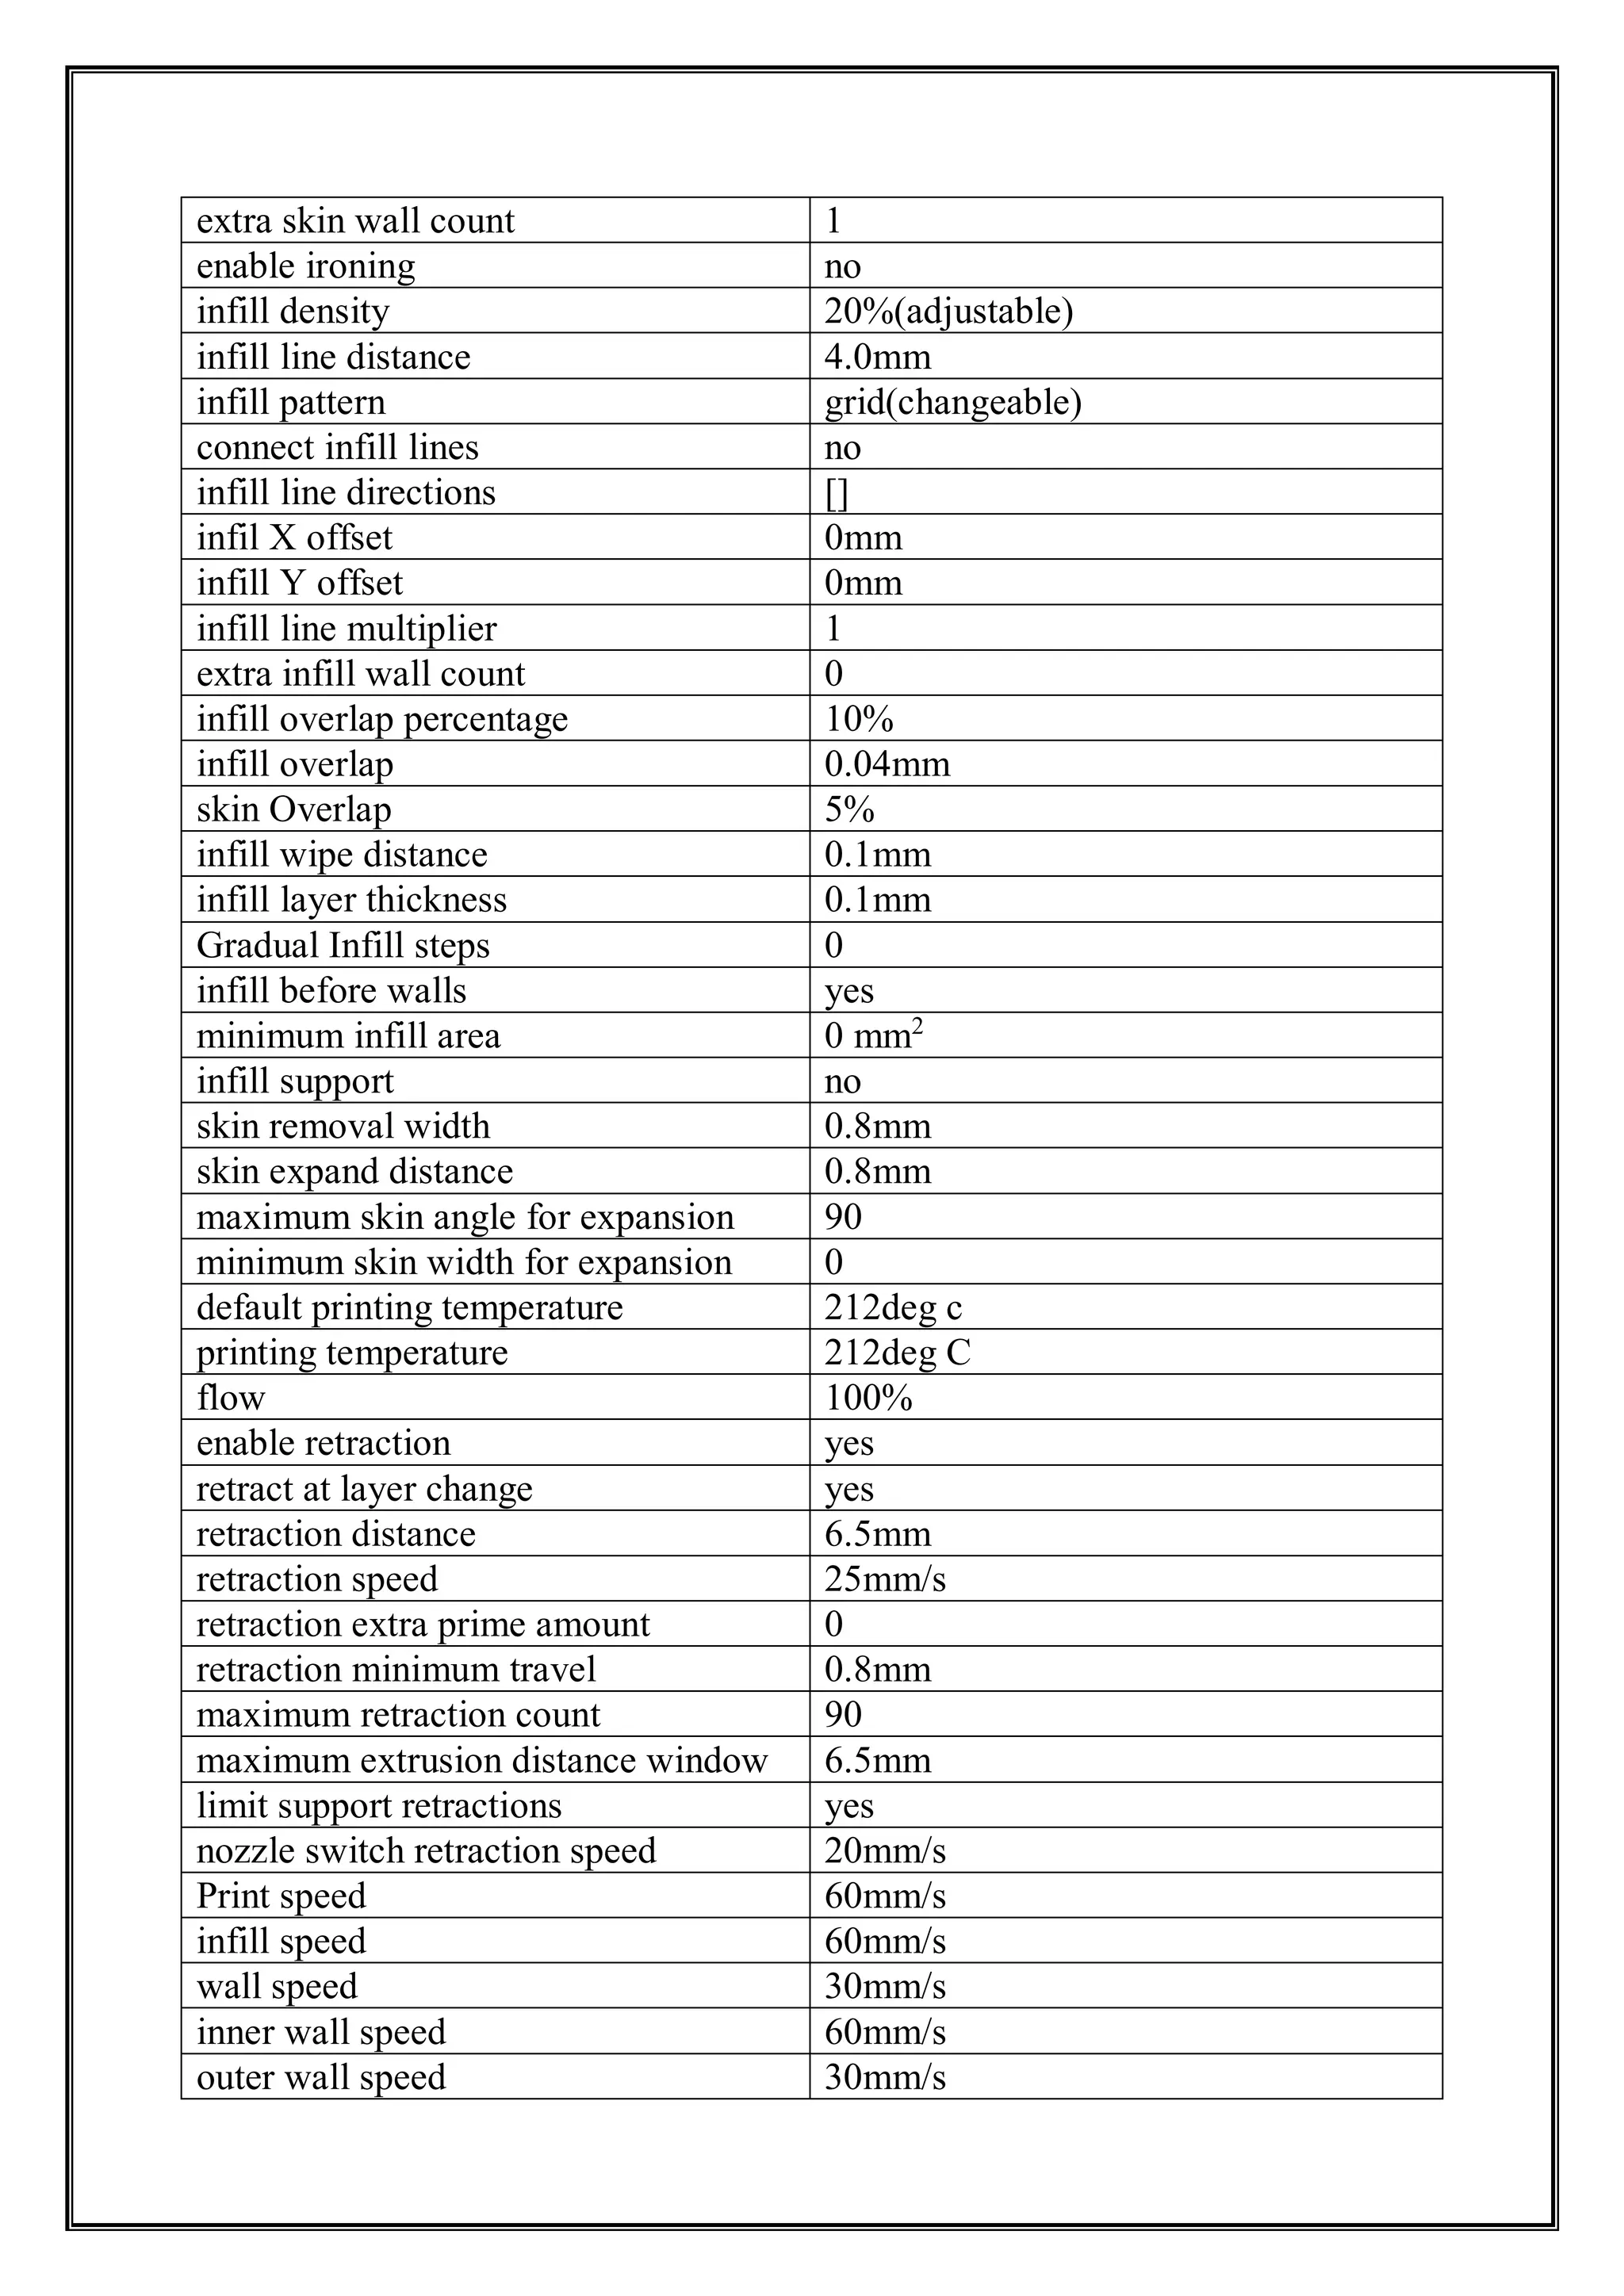 extra skin wall count 1
enable ironing no
infill density 20%(adjustable)
infill line distance 4.0mm
infill pattern grid(changeable)
connect infill lines no
infill line directions []
infil X offset 0mm
infill Y offset 0mm
infill line multiplier 1
extra infill wall count 0
infill overlap percentage 10%
infill overlap 0.04mm
skin Overlap 5%
infill wipe distance 0.1mm
infill layer thickness 0.1mm
Gradual Infill steps 0
infill before walls yes
minimum infill area 0 mm²
infill support no
skin removal width 0.8mm
skin expand distance 0.8mm
maximum skin angle for expansion 90
minimum skin width for expansion 0
default printing temperature 212deg c
printing temperature 212deg C
flow 100%
enable retraction yes
retract at layer change yes
retraction distance 6.5mm
retraction speed 25mm/s
retraction extra prime amount 0
retraction minimum travel 0.8mm
maximum retraction count 90
maximum extrusion distance window 6.5mm
limit support retractions yes
nozzle switch retraction speed 20mm/s
Print speed 60mm/s
infill speed 60mm/s
wall speed 30mm/s
inner wall speed 60mm/s
outer wall speed 30mm/s